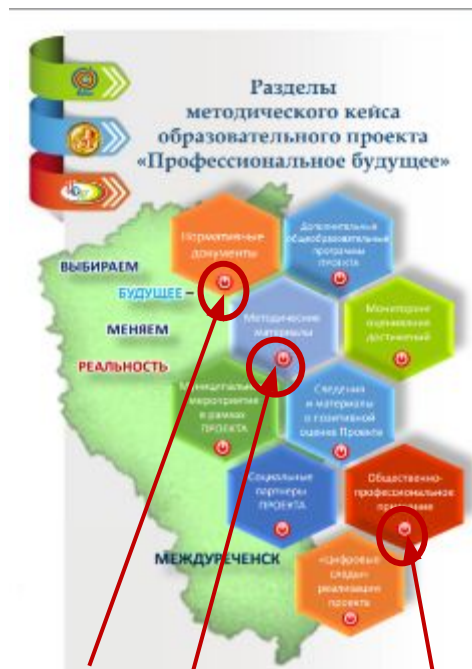 Разделы
методического кейса
образовательного проекта
«Профессиональное будущее»
Нормативные
документы
Дополнительные
общеобразовательные
программы
ПРОЕКТА
ВЫБИРАЕМ
БУДУЩЕЕ –
МЕНЯЕМ
РЕАЛЬНОСТЬ
Методические
материалы
Мониторинг
оценивания
достижений
Муниципальные
мероприятия
в рамках
ПРОЕКТА
Сведения
и материалы
о позитивной
оценке Проекта
Социальные
партнеры
ПРОЕКТА
Общественно-
профессиональное
признание
МЕЖДУРЕЧЕНСК
«Цифровые
следы»
реализации
проекта